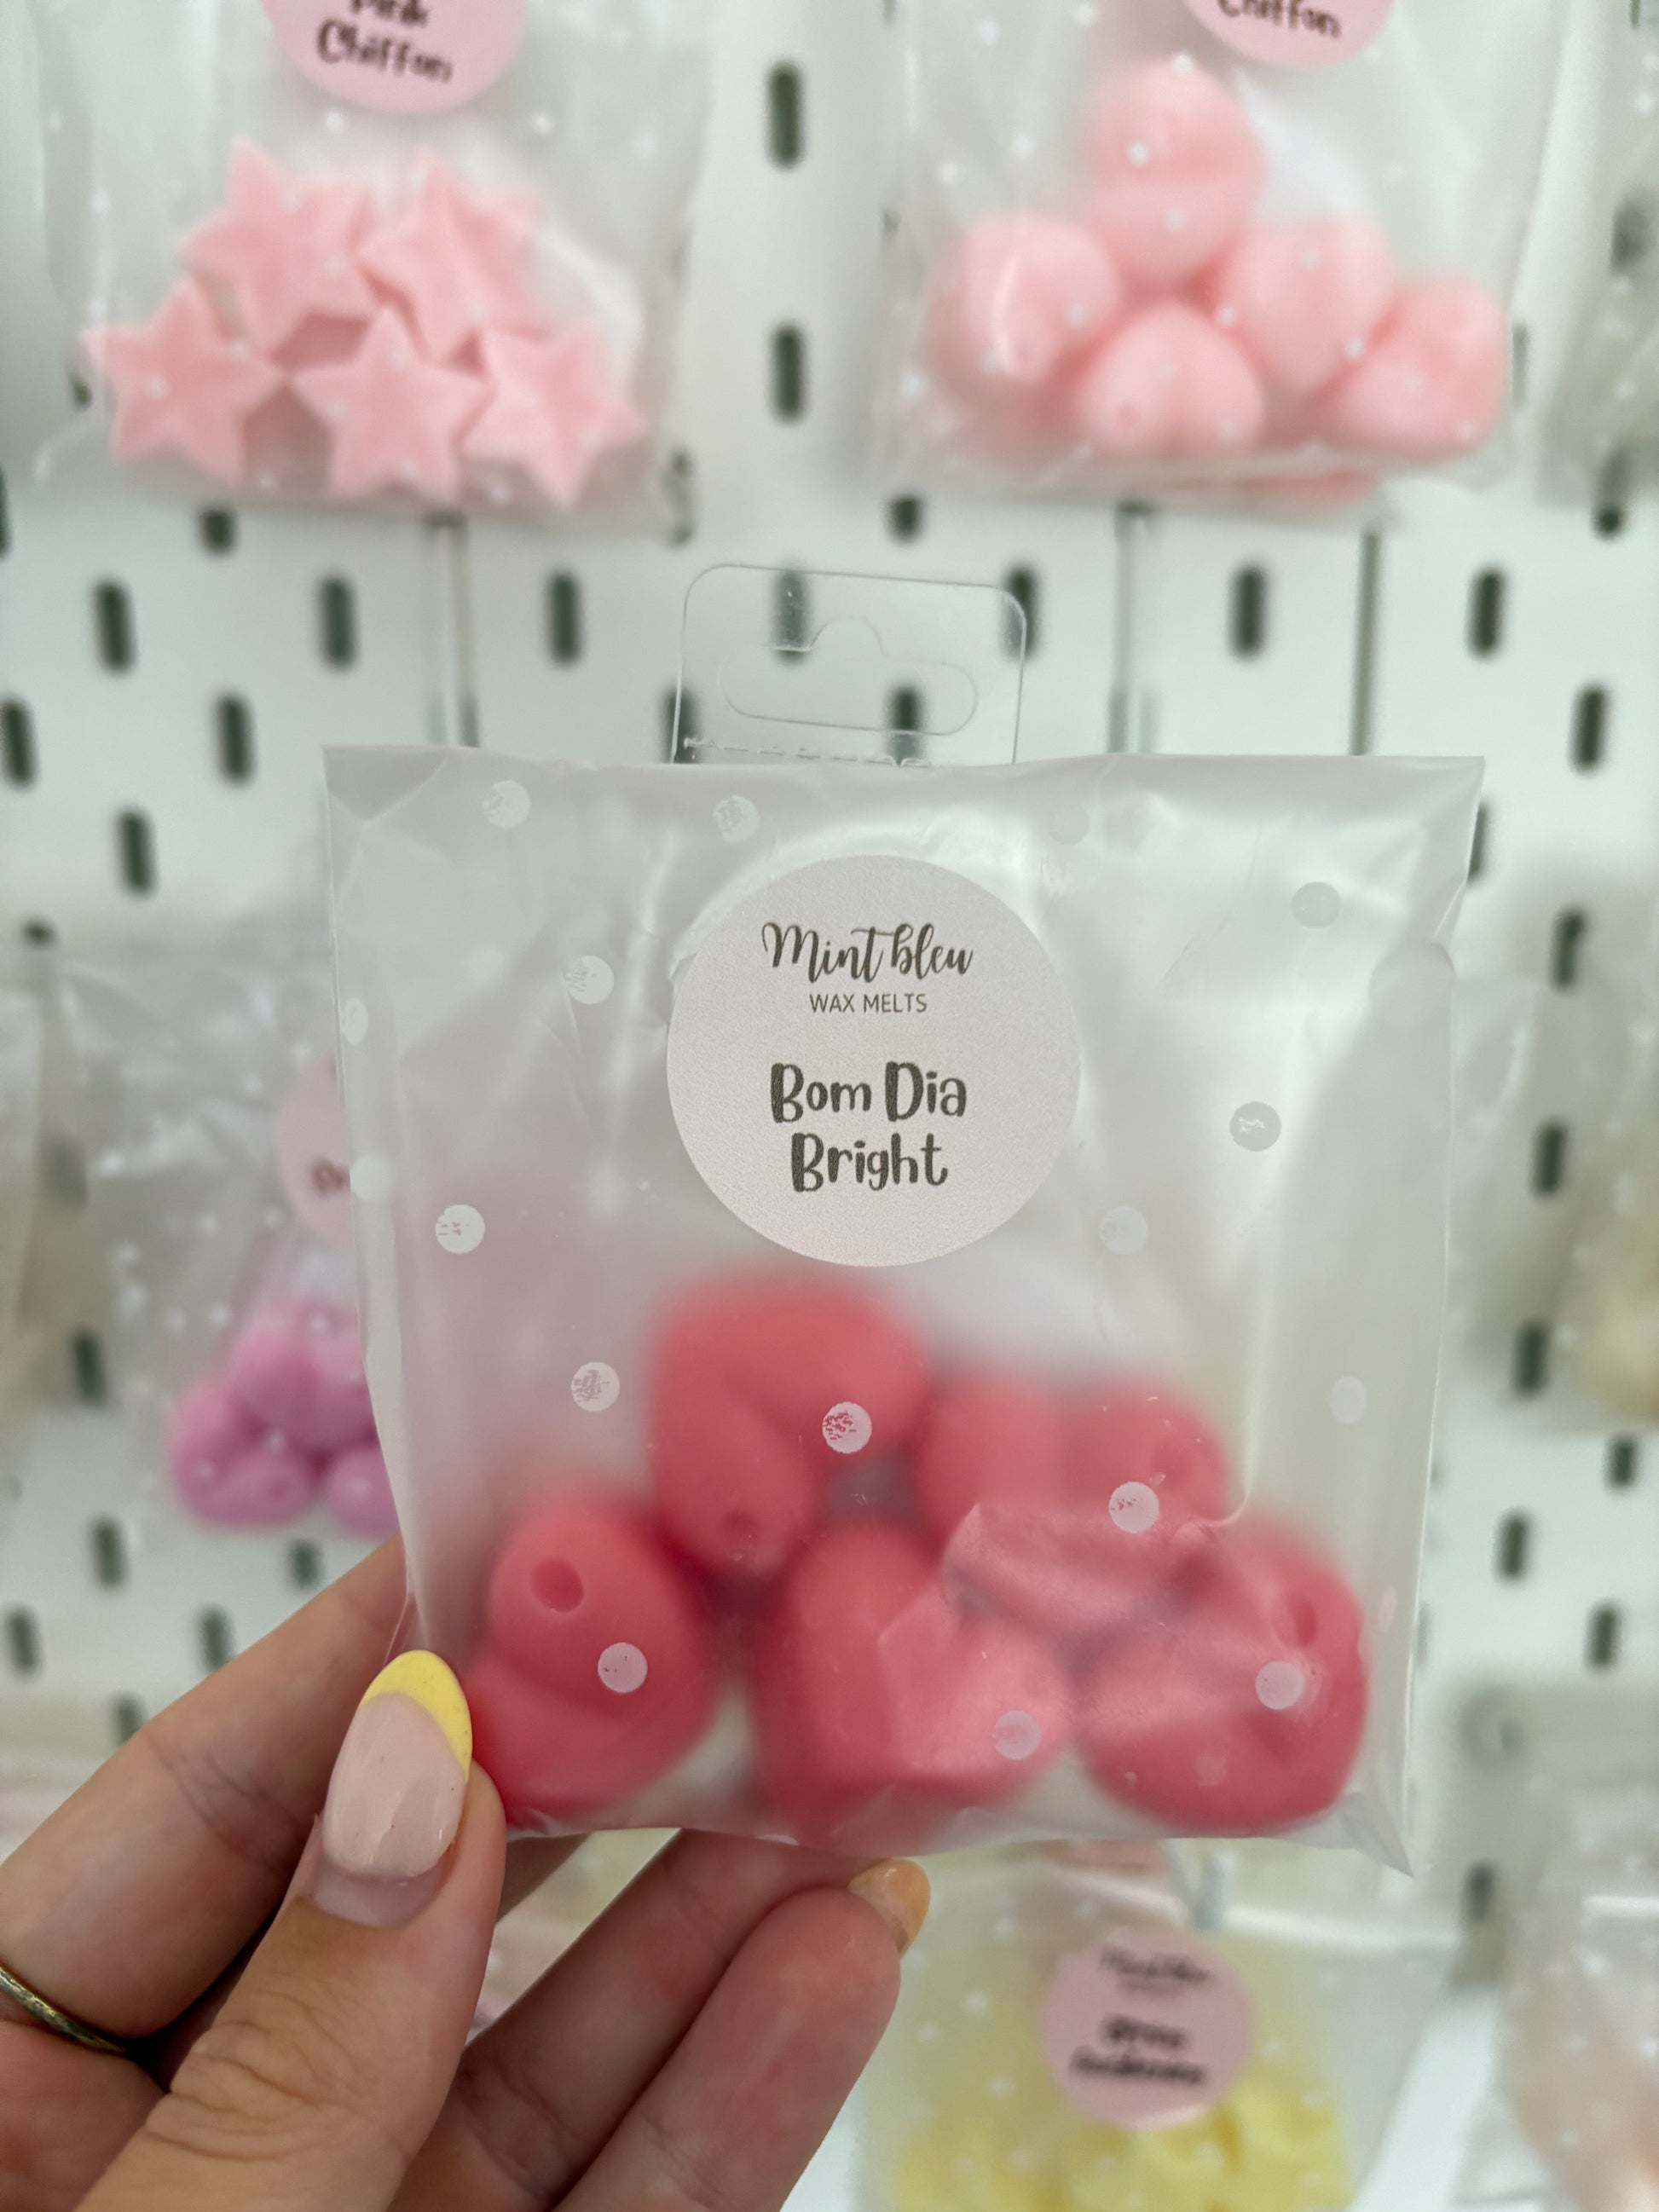 Pink
Chiffon
Chiffon
Mint bleu
WAX MELTS
Bom Dia
Bright